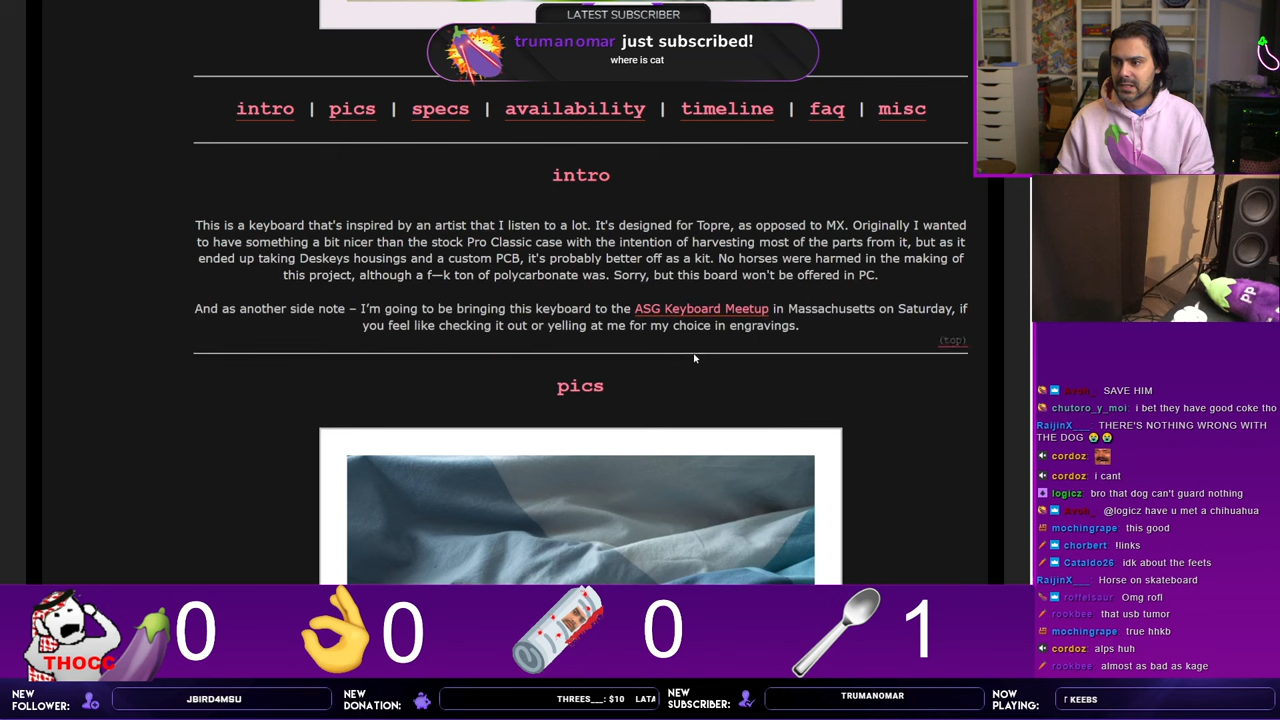 LATEST SUBSCRIBER
trumanomar just subscribed!
where is cat
intro | pics | specs | availability | timeline | faq | misc
intro
This is a keyboard that's inspired by an artist that I listen to a lot. It's designed for Topre, as opposed to MX. Originally I wanted
to have something a bit nicer than the stock Pro Classic case with the intention of harvesting most of the parts from it, but as it
ended up taking Deskeys housings and a custom PCB, it's probably better off as a kit. No horses were harmed in the making of
this project, although a f—k ton of polycarbonate was. Sorry, but this board won't be offered in PC.
And as another side note – I'm going to be bringing this keyboard to the ASG Keyboard Meetup in Massachusetts on Saturday, if
you feel like checking it out or yelling at me for my choice in engravings.
(top)
pics
PP
SAVE HIM
chutoro_y_moi: i bet they have good coke tho
RaijinX___: THERE'S NOTHING WRONG WITH
THE DOG
cordoz:
cordoz: i cant
logicz: bro that dog can't guard nothing
@logicz have u met a chihuahua
mochingrape: this good
chorbert: !links
Cataldo26: idk about the feets
RaijinX___: Horse on skateboard
roffelsaur: Omg rofl
rookbee: that usb tumor
mochingrape: true hhkb
cordoz: alps huh
rookbee: almost as bad as kage
THOCC
0
0
0
1
NEW
FOLLOWER:
JBIRD4MSU
NEW
DONATION:
THREES___: $10
LATA
NEW
SUBSCRIBER:
TRUMANOMAR
NOW
PLAYING:
KEEBS